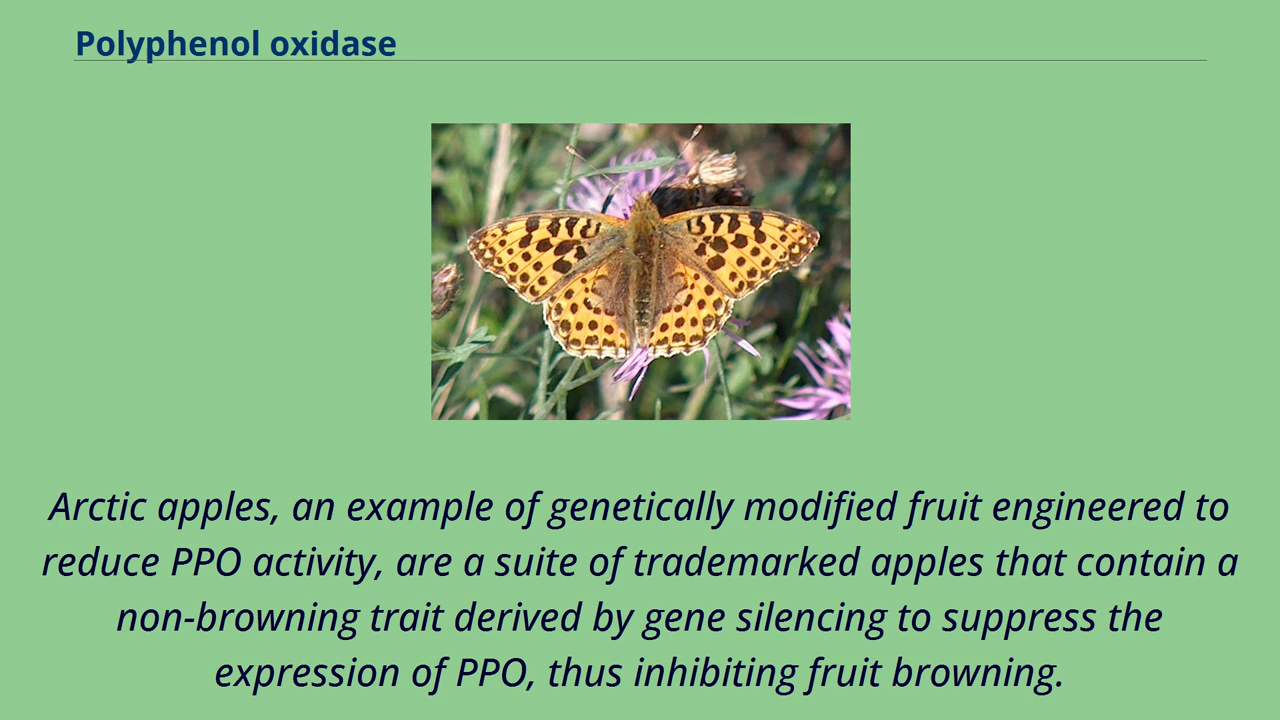 Polyphenol oxidase
Arctic apples, an example of genetically modified fruit engineered to
reduce PPO activity, are a suite of trademarked apples that contain a
non-browning trait derived by gene silencing to suppress the
expression of PPO, thus inhibiting fruit browning.